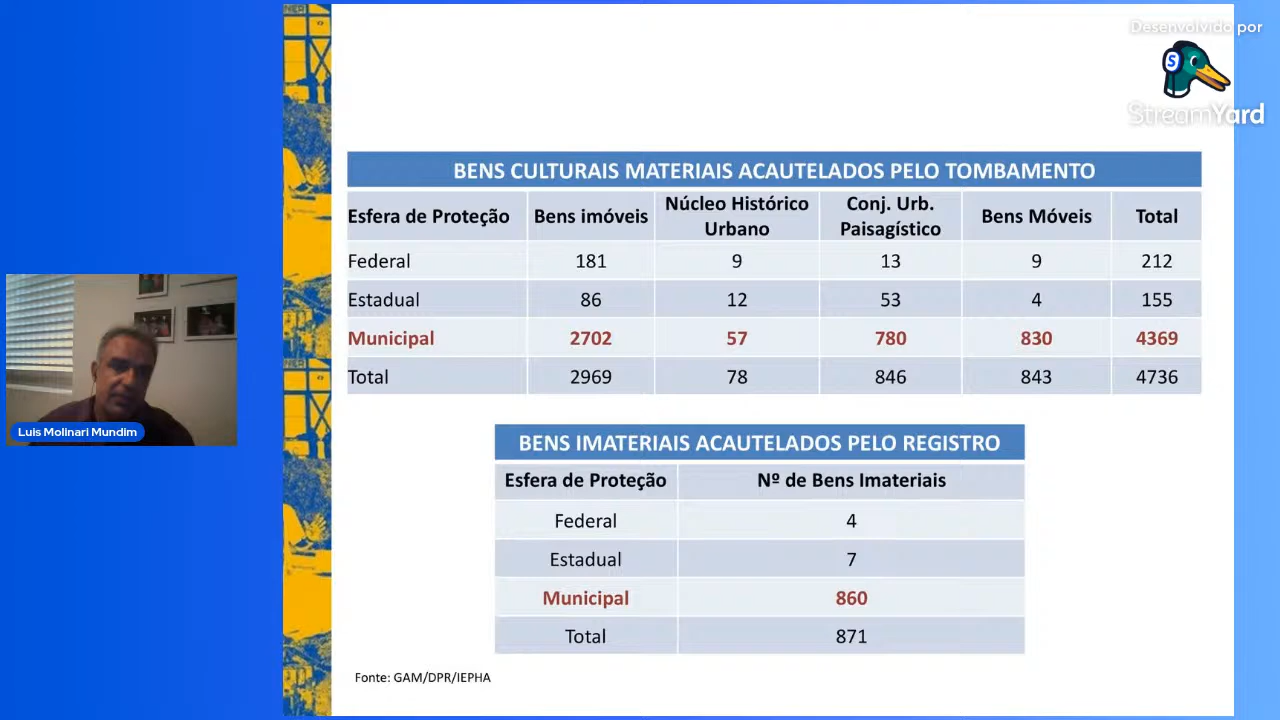 Desenvolvido por
StreamYard
BENS CULTURAIS MATERIAIS ACAUTELADOS PELO TOMBAMENTO
Esfera de Proteção Bens imóveis Núcleo Histórico Urbano Conj. Urb. Paisagístico Bens Móveis Total
Federal 181 9 13 9 212
Estadual 86 12 53 4 155
Municipal 2702 57 780 830 4369
Total 2969 78 846 843 4736
BENS IMATERIAIS ACAUTELADOS PELO REGISTRO
Esfera de Proteção Nº de Bens Imateriais
Federal 4
Estadual 7
Municipal 860
Total 871
Fonte: GAM/DPR/IEPHA
Luis Molinari Mundim